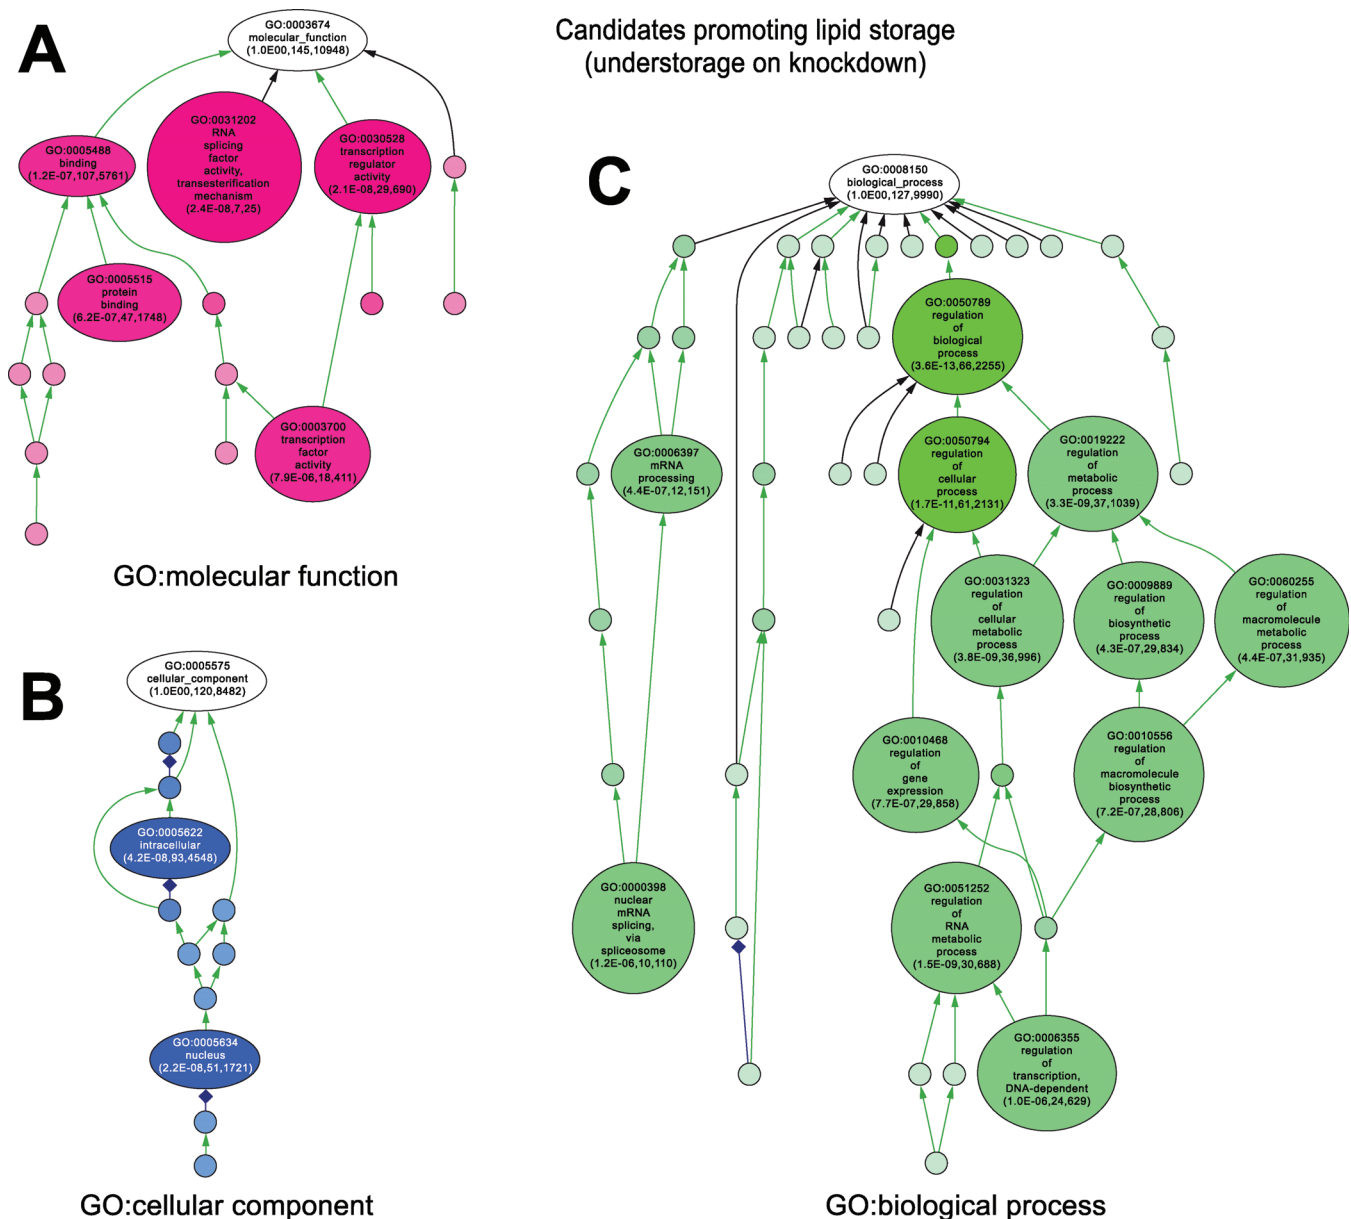 A
GO:0003674
molecular_function
(1.0E00,145,10948)
Candidates promoting lipid storage
(understorage on knockdown)
GO:0005488
binding
(1.2E-07,107,5761)
GO:0031202
RNA
splicing
factor
activity,
transesterification
mechanism
(2.4E-08,7,25)
GO:0030528
transcription
regulator
activity
(2.1E-08,29,690)
GO:0005515
protein
binding
(6.2E-07,47,1748)
GO:0003700
transcription
factor
activity
(7.9E-06,18,411)
GO:molecular function
B
GO:0005575
cellular_component
(1.0E00,120,8482)
GO:0005622
intracellular
(4.2E-08,93,4548)
GO:0005634
nucleus
(2.2E-08,51,1721)
GO:cellular component
C
GO:0008150
biological_process
(1.0E00,127,9990)
GO:0050789
regulation
of
biological
process
(3.6E-13,66,2255)
GO:0006397
mRNA
processing
(4.4E-07,12,151)
GO:0050794
regulation
of
cellular
process
(1.7E-11,61,2131)
GO:0019222
regulation
of
metabolic
process
(3.3E-09,37,1039)
GO:0031323
regulation
of
cellular
metabolic
process
(3.8E-09,36,996)
GO:0009889
regulation
of
biosynthetic
process
(4.3E-07,29,834)
GO:0060255
regulation
of
macromolecule
metabolic
process
(4.4E-07,31,935)
GO:0010468
regulation
of
gene
expression
(7.7E-07,29,858)
GO:0010556
regulation
of
macromolecule
biosynthetic
process
(7.2E-07,28,806)
GO:0000398
nuclear
mRNA
splicing,
via
spliceosome
(1.2E-06,10,110)
GO:0051252
regulation
of
RNA
metabolic
process
(1.5E-09,30,688)
GO:0006355
regulation
of
transcription,
DNA-dependent
(1.0E-06,24,629)
GO:biological process